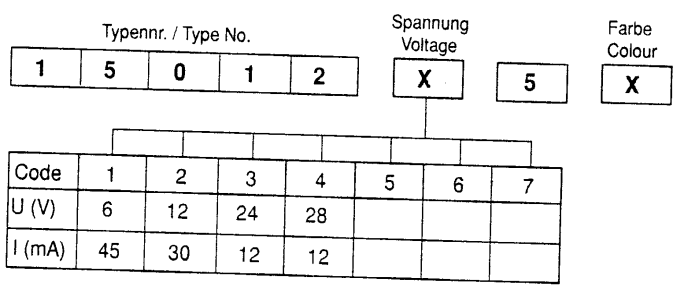 Typennr. / Type No.
Spannung
Voltage
Farbe
Colour
1 5 0 1 2 X 5 X
Code 1 2 3 4 5 6 7
U (V) 6 12 24 28
I (mA) 45 30 12 12